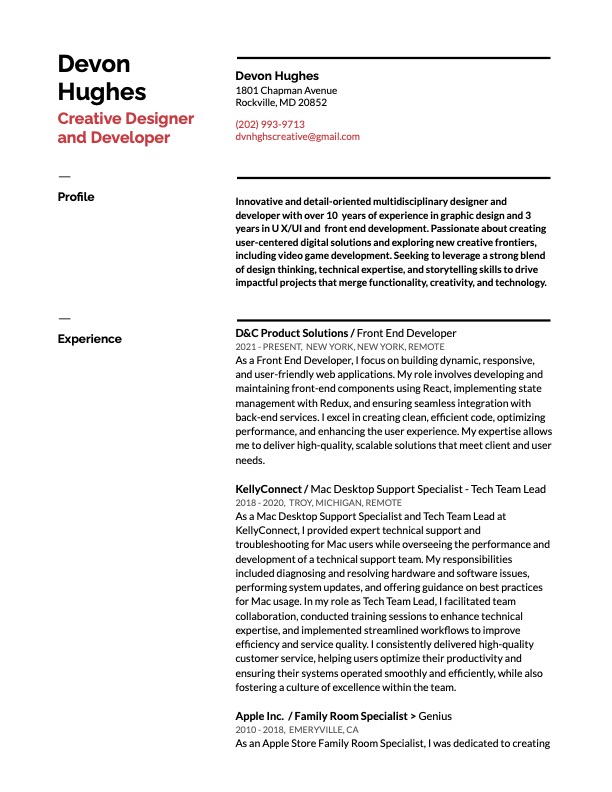 Devon
Hughes
Creative Designer
and Developer
Devon Hughes
1801 Chapman Avenue
Rockville, MD 20852
(202) 993-9713
dvnhghscreative@gmail.com
—
Profile
Innovative and detail-oriented multidisciplinary designer and
developer with over 10  years of experience in graphic design and 3
years in U X/UI and  front end development. Passionate about creating
user-centered digital solutions and exploring new creative frontiers,
including video game development. Seeking to leverage a strong blend
of design thinking, technical expertise, and storytelling skills to drive
impactful projects that merge functionality, creativity, and technology.
—
Experience
D&C Product Solutions / Front End Developer
2021 - PRESENT,  NEW YORK, NEW YORK, REMOTE
As a Front End Developer, I focus on building dynamic, responsive,
and user-friendly web applications. My role involves developing and
maintaining front-end components using React, implementing state
management with Redux, and ensuring seamless integration with
back-end services. I excel in creating clean, efficient code, optimizing
performance, and enhancing the user experience. My expertise allows
me to deliver high-quality, scalable solutions that meet client and user
needs.
KellyConnect / Mac Desktop Support Specialist - Tech Team Lead
2018 - 2020,  TROY, MICHIGAN, REMOTE
As a Mac Desktop Support Specialist and Tech Team Lead at
KellyConnect, I provided expert technical support and
troubleshooting for Mac users while overseeing the performance and
development of a technical support team. My responsibilities
included diagnosing and resolving hardware and software issues,
performing system updates, and offering guidance on best practices
for Mac usage. In my role as Tech Team Lead, I facilitated team
collaboration, conducted training sessions to enhance technical
expertise, and implemented streamlined workflows to improve
efficiency and service quality. I consistently delivered high-quality
customer service, helping users optimize their productivity and
ensuring their systems operated smoothly and efficiently, while also
fostering a culture of excellence within the team.
Apple Inc.  / Family Room Specialist > Genius
2010 - 2018,  EMERYVILLE, CA
As an Apple Store Family Room Specialist, I was dedicated to creating